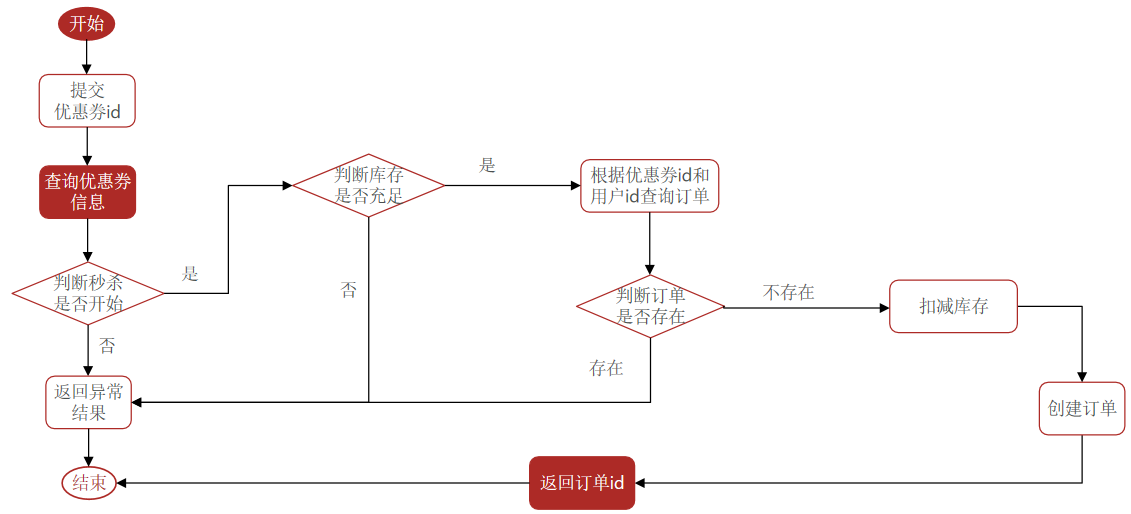 开始
提交
优惠券id
查询优惠券
信息
判断秒杀
是否开始
是
否
返回异常
结果
结束
判断库存
是否充足
是
否
根据优惠券id和
用户id查询订单
判断订单
是否存在
不存在
存在
扣减库存
创建订单
返回订单id